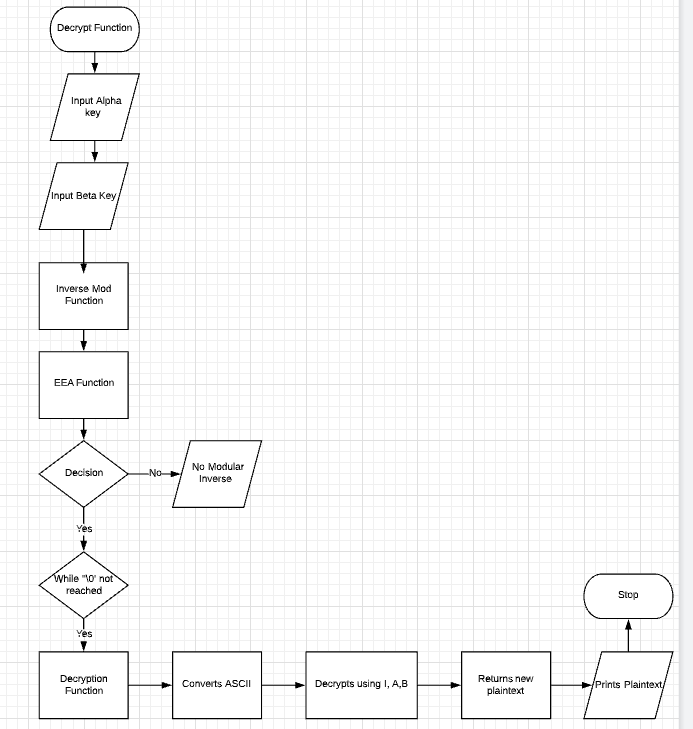 Decrypt Function
Input Alpha
key
Input Beta Key
Inverse Mod
Function
EEA Function
Decision
No
No Modular
Inverse
Yes
While "\0' not
reached
Yes
Stop
Decryption
Function
Converts ASCII
Decrypts using I, A,B
Returns new
plaintext
Prints Plaintext